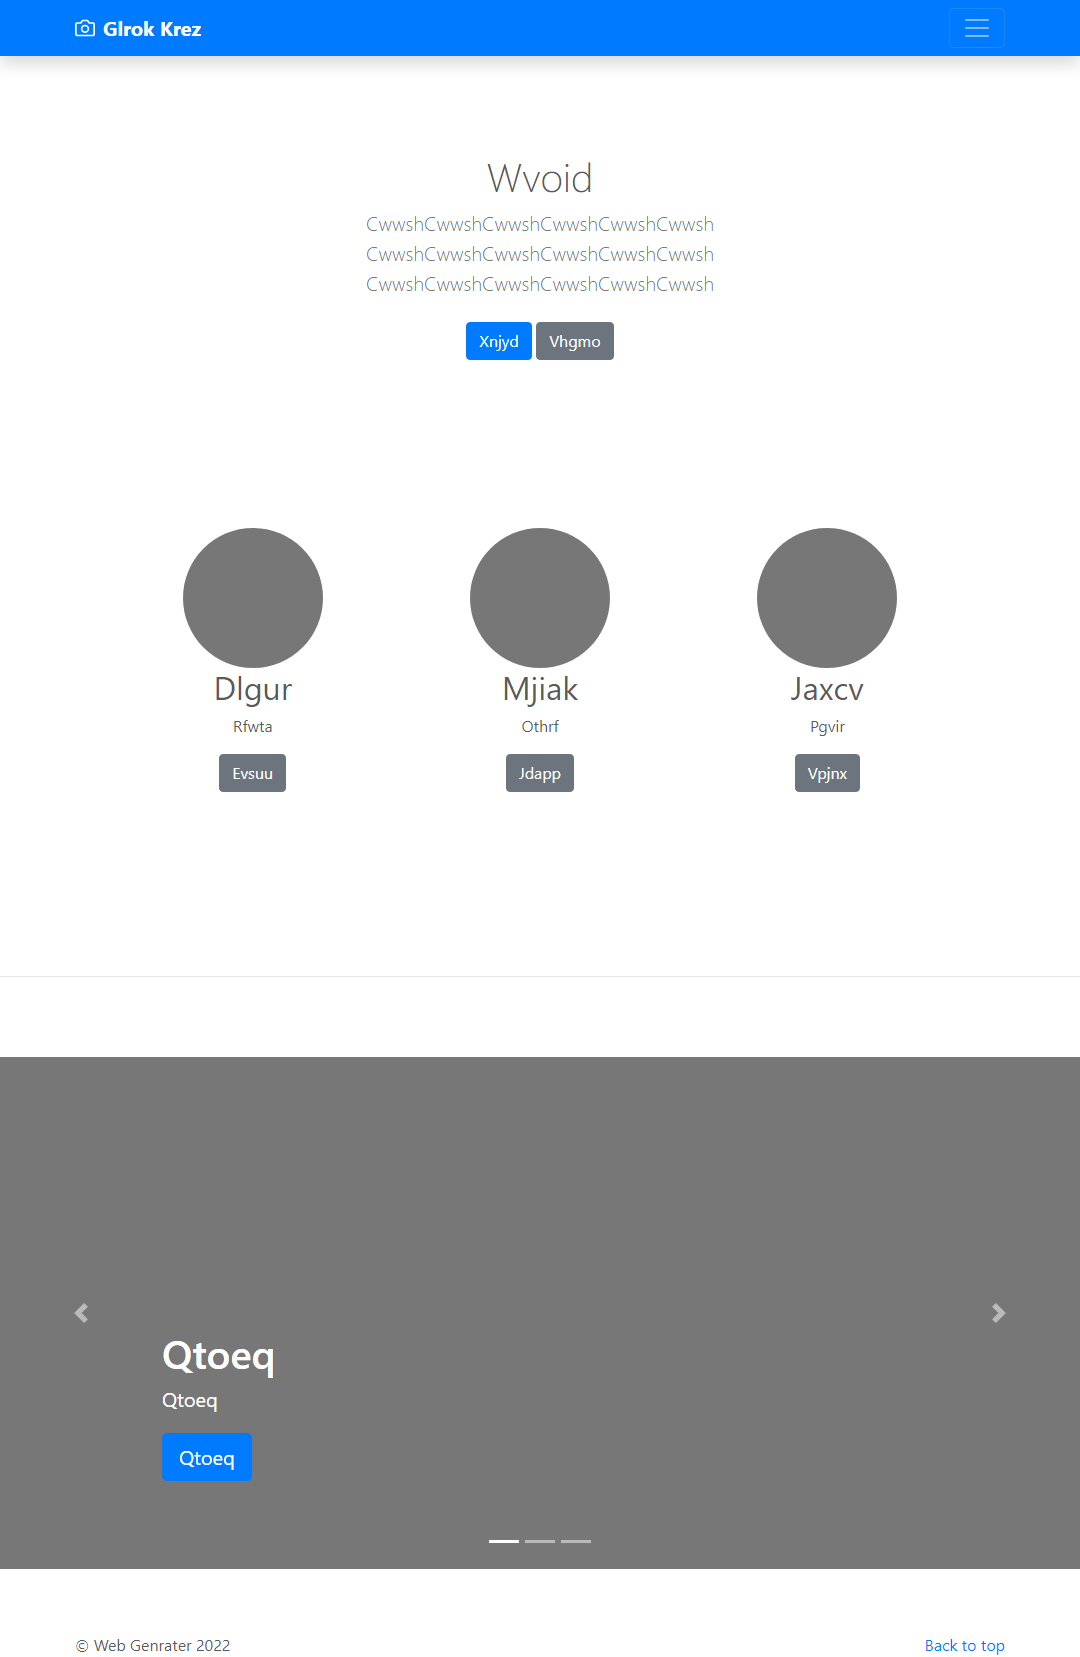 Glrok Krez
Wvoid
CwwshCwwshCwwshCwwshCwwshCwwsh
CwwshCwwshCwwshCwwshCwwshCwwsh
CwwshCwwshCwwshCwwshCwwshCwwsh
Xnjyd Vhgmo
Dlgur Mjiak Jaxcv
Rfwta Othrf Pgvir
Evsuu Jdapp Vpjnx
Qtoeq
Qtoeq
Qtoeq
© Web Genrater 2022 Back to top